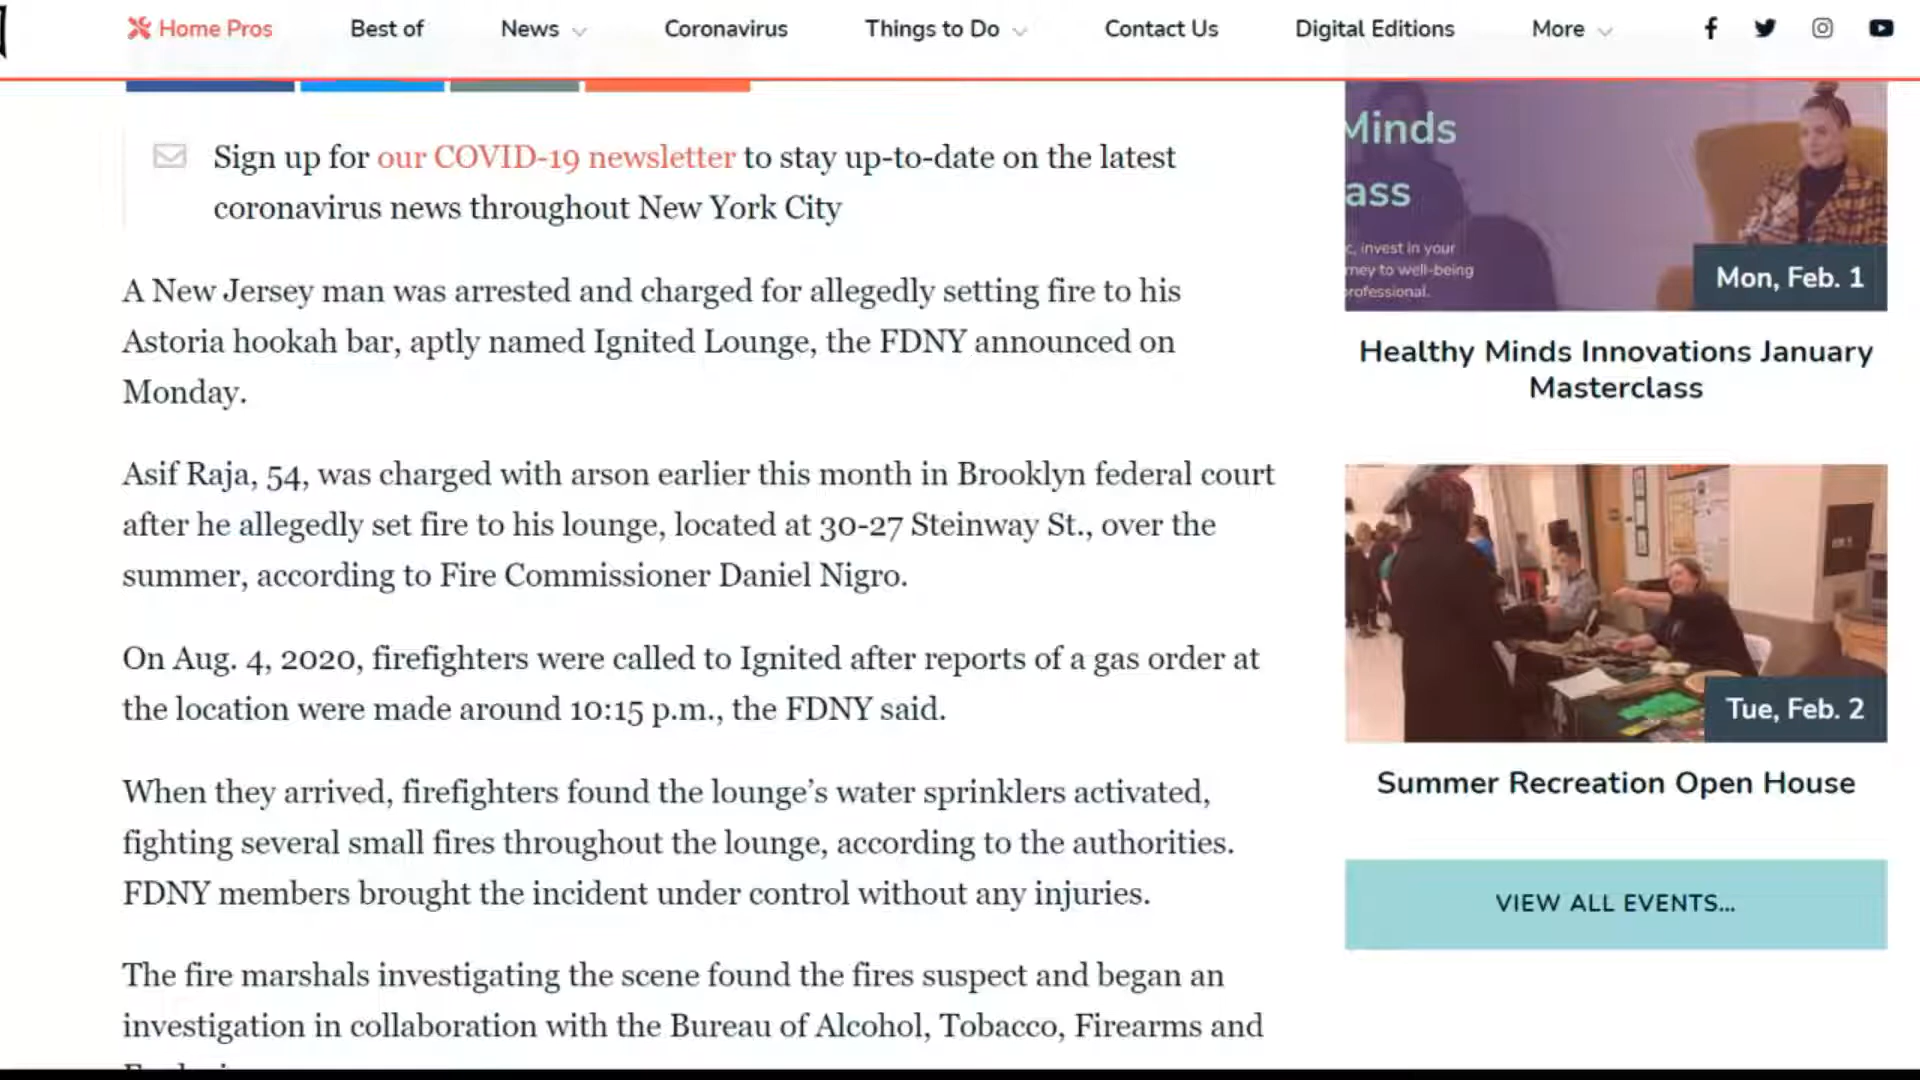 Home Pros Best of News Coronavirus Things to Do Contact Us Digital Editions More
Sign up for our COVID-19 newsletter to stay up-to-date on the latest
coronavirus news throughout New York City
A New Jersey man was arrested and charged for allegedly setting fire to his
Astoria hookah bar, aptly named Ignited Lounge, the FDNY announced on
Monday.
Asif Raja, 54, was charged with arson earlier this month in Brooklyn federal court
after he allegedly set fire to his lounge, located at 30-27 Steinway St., over the
summer, according to Fire Commissioner Daniel Nigro.
On Aug. 4, 2020, firefighters were called to Ignited after reports of a gas order at
the location were made around 10:15 p.m., the FDNY said.
When they arrived, firefighters found the lounge’s water sprinklers activated,
fighting several small fires throughout the lounge, according to the authorities.
FDNY members brought the incident under control without any injuries.
The fire marshals investigating the scene found the fires suspect and began an
investigation in collaboration with the Bureau of Alcohol, Tobacco, Firearms and
Minds
ass
c, invest in your
ney to well-being
professional.
Mon, Feb. 1
Healthy Minds Innovations January
Masterclass
Tue, Feb. 2
Summer Recreation Open House
VIEW ALL EVENTS...